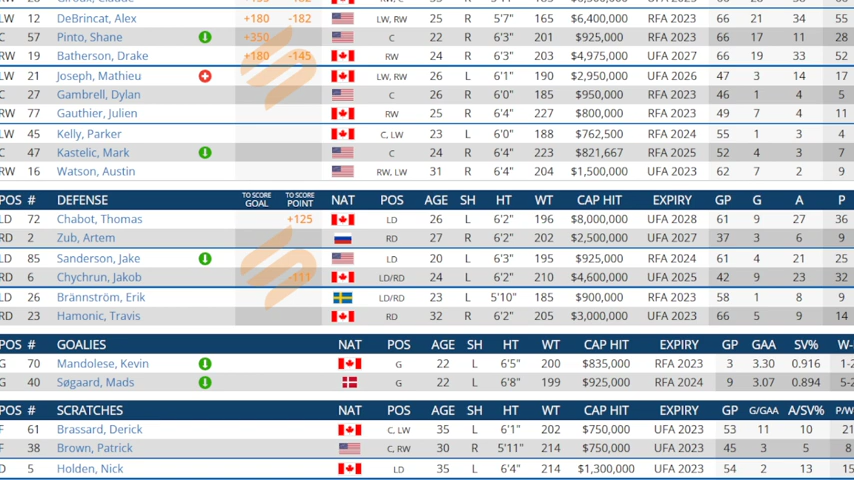 LW 12 DeBrincat, Alex +180 -182 LW, RW 25 R 5'7" 165 $6,400,000 RFA 2023 66 21 34 55
C 57 Pinto, Shane +350 C 22 R 6'3" 201 $925,000 RFA 2023 66 17 11 28
RW 19 Batherson, Drake +180 -145 RW 24 R 6'3" 203 $4,975,000 UFA 2027 66 19 33 52
LW 21 Joseph, Mathieu LW, RW 26 L 6'1" 190 $2,950,000 UFA 2026 47 3 14 17
C 27 Gambrell, Dylan C 26 R 6'0" 185 $950,000 RFA 2023 46 1 4 5
RW 77 Gauthier, Julien RW 25 R 6'4" 227 $800,000 RFA 2023 49 7 4 11
LW 45 Kelly, Parker C, LW 23 L 6'0" 188 $762,500 RFA 2024 55 1 3 4
C 47 Kastelic, Mark C 24 R 6'4" 223 $821,667 RFA 2025 52 4 3 7
RW 16 Watson, Austin RW, LW 31 R 6'4" 204 $1,500,000 UFA 2023 62 7 2 9
POS # DEFENSE TO SCORE GOAL TO SCORE POINT NAT POS AGE SH HT WT CAP HIT EXPIRY GP G A P
LD 72 Chabot, Thomas +125 LD 26 L 6'2" 196 $8,000,000 UFA 2028 61 9 27 36
RD 2 Zub, Artem RD 27 R 6'2" 202 $2,500,000 UFA 2027 37 3 6 9
LD 85 Sanderson, Jake LD 20 L 6'3" 195 $925,000 RFA 2024 61 4 21 25
RD 6 Chychrun, Jakob -111 LD/RD 24 L 6'2" 210 $4,600,000 UFA 2025 42 9 23 32
LD 26 Brännström, Erik LD/RD 23 L 5'10" 185 $900,000 RFA 2023 58 1 8 9
RD 23 Hamonic, Travis RD 32 R 6'2" 205 $3,000,000 UFA 2023 66 5 9 14
POS # GOALIES NAT POS AGE SH HT WT CAP HIT EXPIRY GP GAA SV% W-
G 70 Mandolese, Kevin G 22 L 6'5" 200 $835,000 RFA 2023 3 3.30 0.916 1-2
G 40 Søgaard, Mads G 22 L 6'8" 199 $925,000 RFA 2024 9 3.07 0.894 5-2
POS # SCRATCHES NAT POS AGE SH HT WT CAP HIT EXPIRY GP G/GAA A/SV% P/W
F 61 Brassard, Derick C, LW 35 L 6'1" 202 $750,000 UFA 2023 53 11 10 21
F 38 Brown, Patrick C, RW 30 R 5'11" 214 $750,000 UFA 2023 45 3 5 8
D 5 Holden, Nick LD 35 L 6'4" 214 $1,300,000 UFA 2023 54 2 13 15